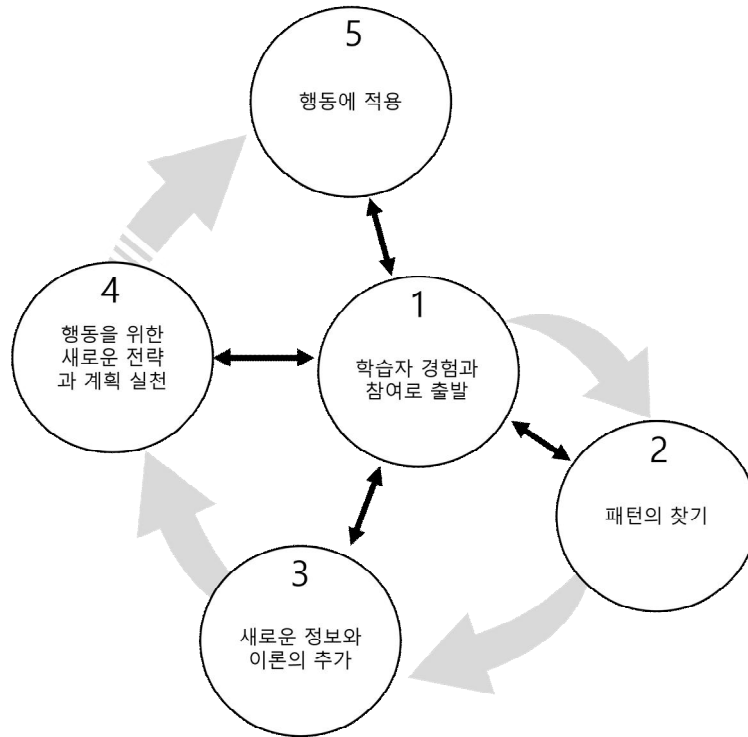 1
학습자 경험과
참여로 출발
2
패턴의 찾기
3
새로운 정보와
이론의 추가
4
행동을 위한
새로운 전략
과 계획 실천
5
행동에 적용